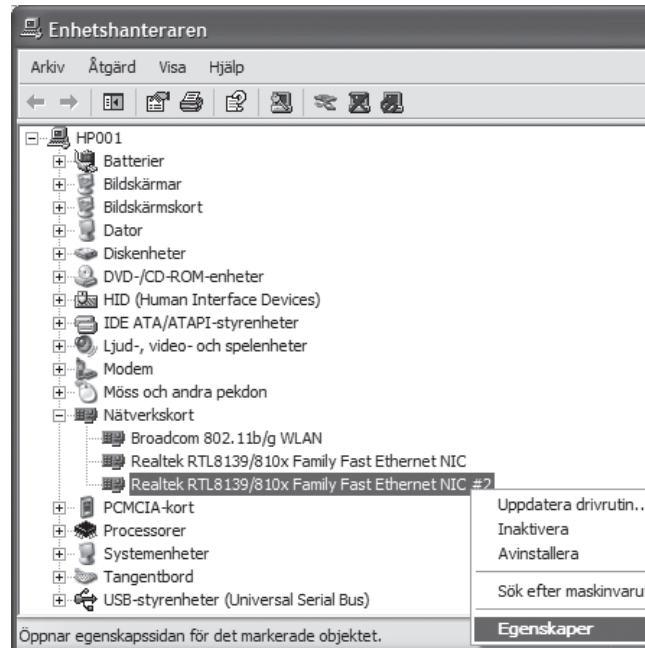 Enhetshanteraren
Arkiv Åtgärd Visa Hjälp
HP001
Batterier
Bildskärmar
Bildskärmskort
Dator
Diskenheter
DVD-/CD-ROM-enheter
HID (Human Interface Devices)
IDE ATA/ATAPI-styrenheter
Ljud-, video- och spelenheter
Modem
Möss och andra pekdon
Nätverkskort
Broadcom 802.11b/g WLAN
Realtek RTL8139/810x Family Fast Ethernet NIC
Realtek RTL8139/810x Family Fast Ethernet NIC #2
PCMCIA-kort
Processorer
Systemenheter
Tangentbord
USB-styrenheter (Universal Serial Bus)
Uppdatera drivrutin..
Inaktivera
Avinstallera
Sök efter maskinvaru
Egenskaper
Öppnar egenskapssidan för det markerade objektet.